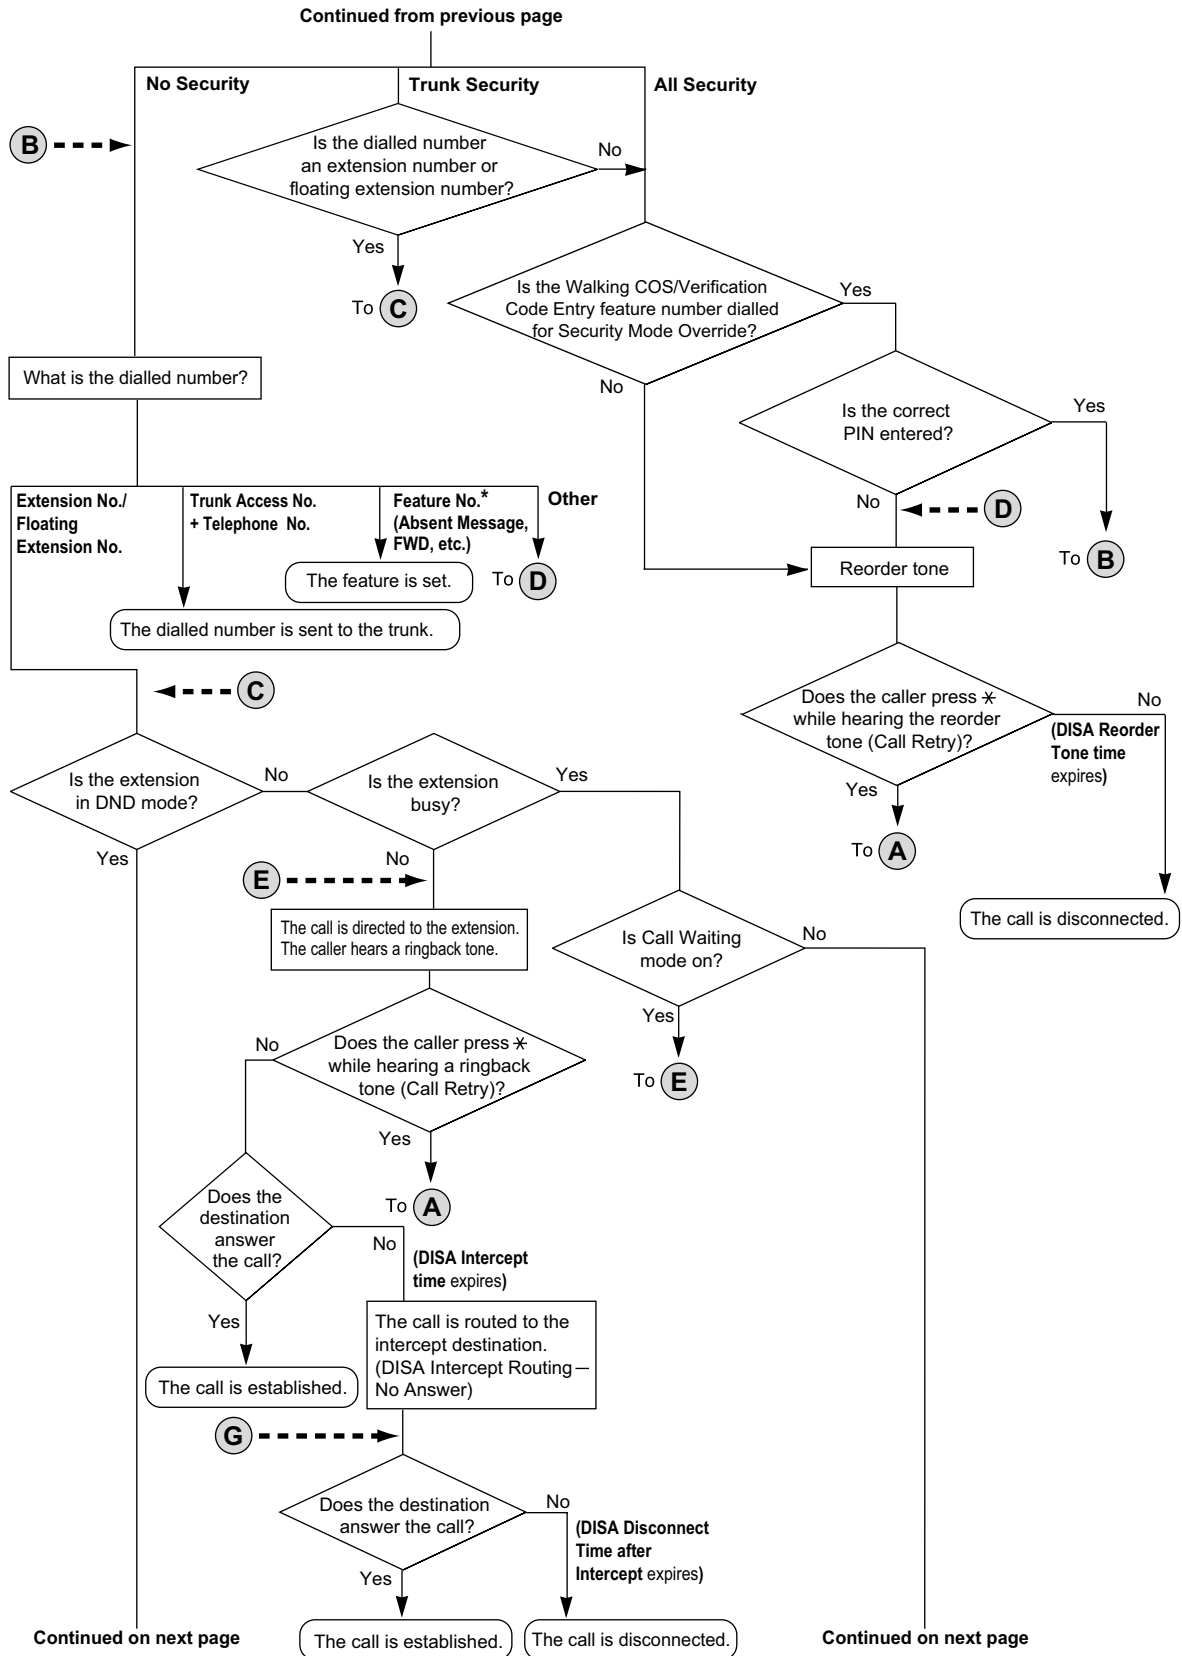 Continued from previous page
No Security
Trunk Security
All Security
B
Is the dialled number
an extension number or
floating extension number?
No
Yes
To C
Is the Walking COS/Verification
Code Entry feature number dialled
for Security Mode Override?
Yes
No
What is the dialled number?
Is the correct
PIN entered?
Yes
No
D
To B
Extension No./
Floating
Extension No.
Trunk Access No.
+ Telephone No.
Feature No.*
(Absent Message,
FWD, etc.)
Other
The feature is set.
To D
Reorder tone
The dialled number is sent to the trunk.
C
Does the caller press *
while hearing the reorder
tone (Call Retry)?
No
(DISA Reorder
Tone time
expires)
Yes
To A
The call is disconnected.
Is the extension
in DND mode?
No
Yes
Is the extension
busy?
Yes
No
E
The call is directed to the extension.
The caller hears a ringback tone.
Is Call Waiting
mode on?
No
Yes
To E
Does the caller press *
while hearing a ringback
tone (Call Retry)?
No
Yes
To A
Does the
destination
answer
the call?
No
(DISA Intercept
time expires)
Yes
The call is established.
The call is routed to the
intercept destination.
(DISA Intercept Routing—
No Answer)
G
Does the destination
answer the call?
No
(DISA Disconnect
Time after
Intercept expires)
Yes
Continued on next page
The call is established.
The call is disconnected.
Continued on next page